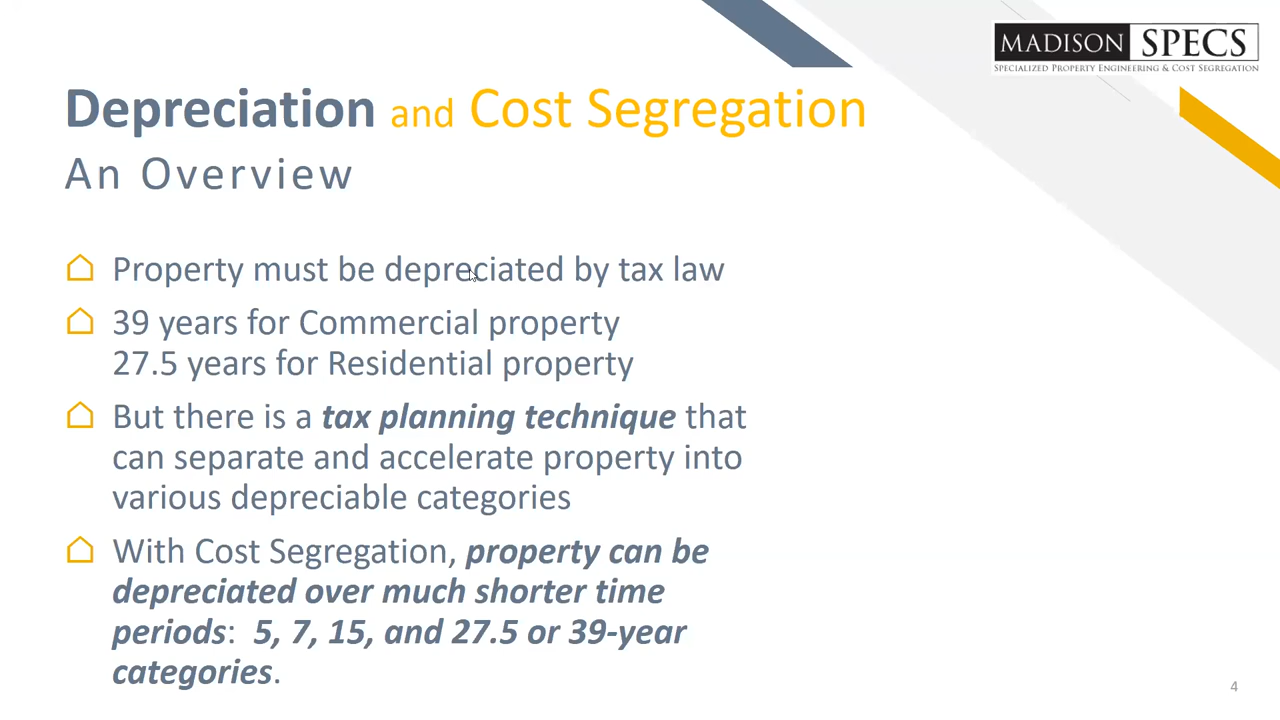 MADISON SPECS
SPECIALIZED PROPERTY ENGINEERING & COST SEGREGATION
Depreciation and Cost Segregation
An Overview
Property must be depreciated by tax law
39 years for Commercial property
27.5 years for Residential property
But there is a tax planning technique that
can separate and accelerate property into
various depreciable categories
With Cost Segregation, property can be
depreciated over much shorter time
periods: 5, 7, 15, and 27.5 or 39-year
categories.
4